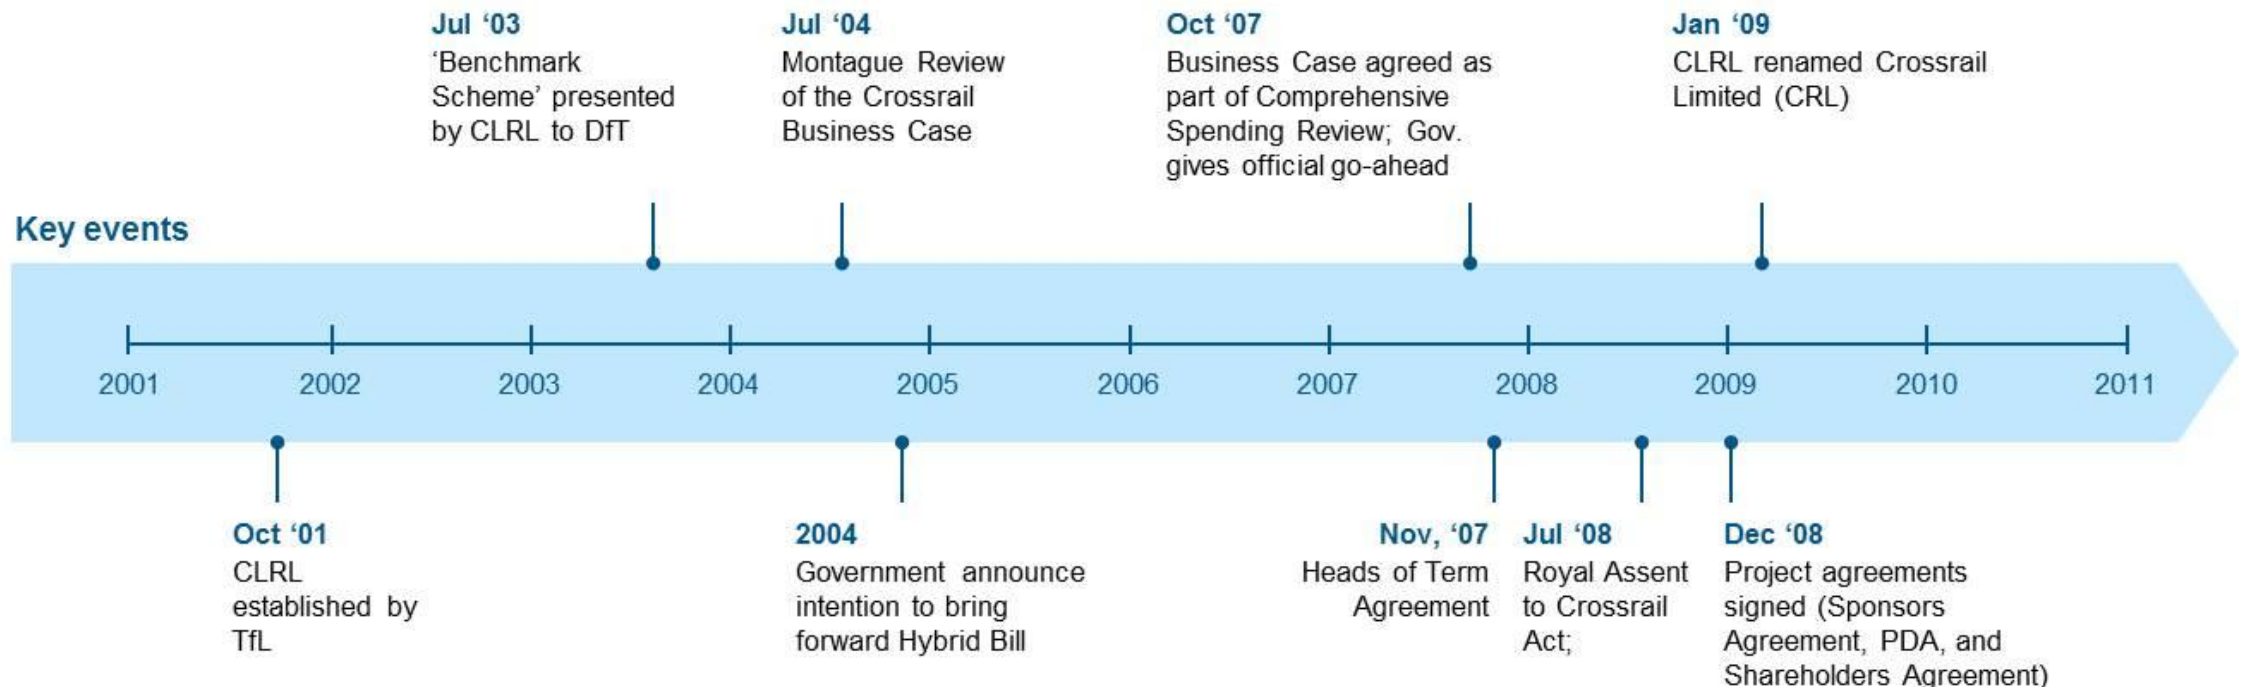 Jul ‘03
‘Benchmark
Scheme’ presented
by CLRL to DfT
Jul ‘04
Montague Review
of the Crossrail
Business Case
Oct ‘07
Business Case agreed as
part of Comprehensive
Spending Review; Gov.
gives official go-ahead
Jan ‘09
CLRL renamed Crossrail
Limited (CRL)
Key events
2001 2002 2003 2004 2005 2006 2007 2008 2009 2010 2011
Oct ‘01
CLRL
established by
TfL
2004
Government announce
intention to bring
forward Hybrid Bill
Nov, ‘07
Heads of Term
Agreement
Jul ‘08
Royal Assent
to Crossrail
Act;
Dec ‘08
Project agreements
signed (Sponsors
Agreement, PDA, and
Shareholders Agreement)